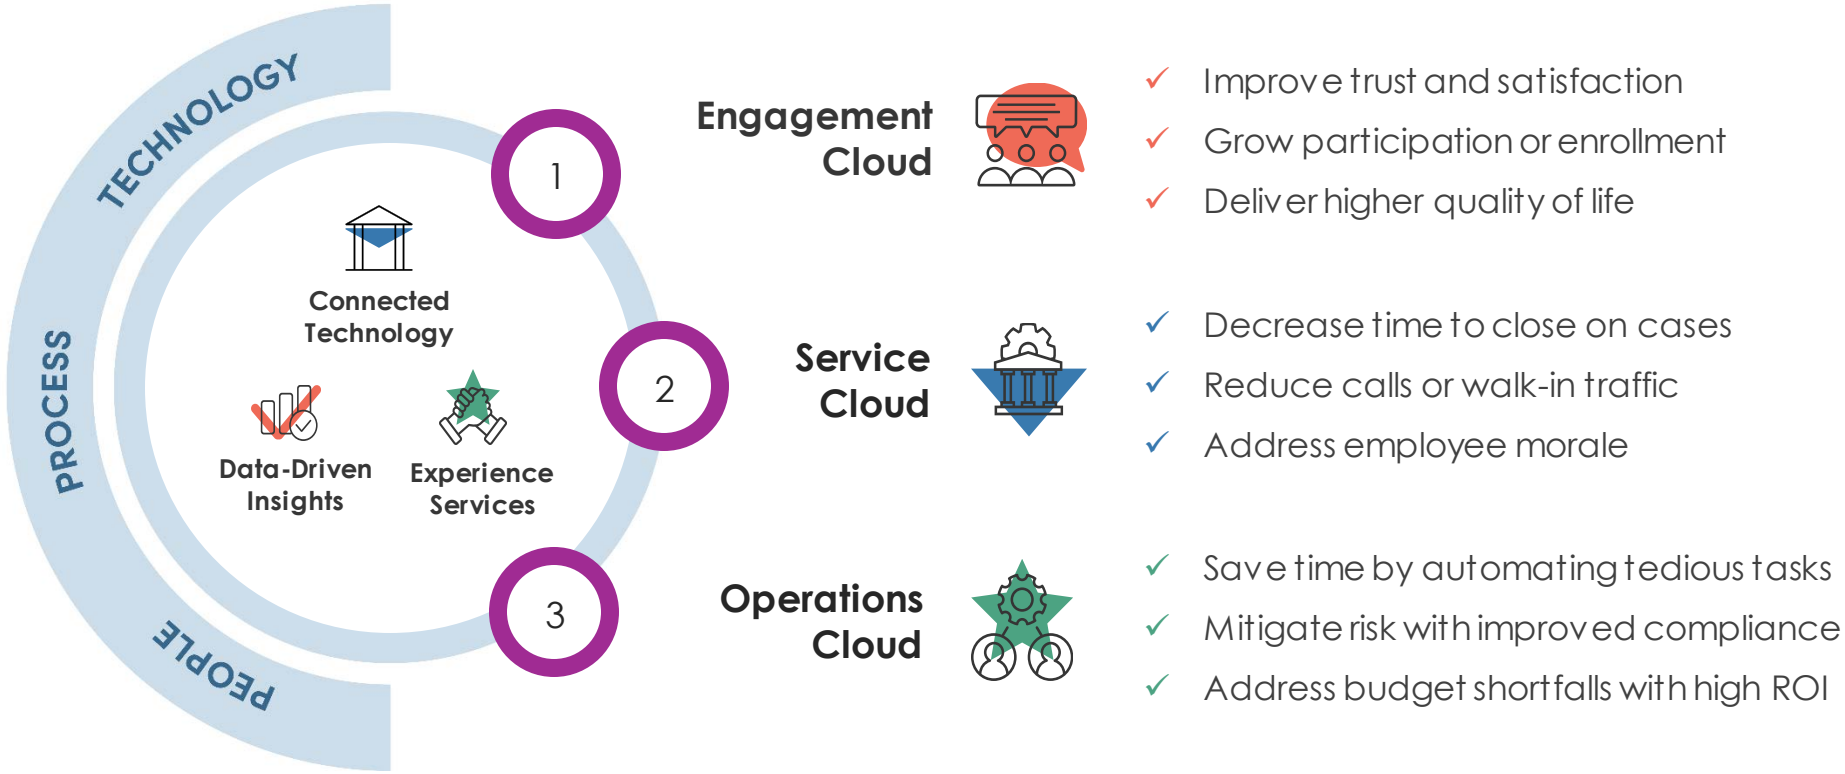 TECHNOLOGY
PROCESS
PEOPLE
Connected
Technology
Data-Driven
Insights
Experience
Services
1
Engagement
Cloud
Improve trust and satisfaction
Grow participation or enrollment
Deliver higher quality of life
2
Service
Cloud
Decrease time to close on cases
Reduce calls or walk-in traffic
Address employee morale
3
Operations
Cloud
Save time by automating tedious tasks
Mitigate risk with improved compliance
Address budget shortfalls with high ROI